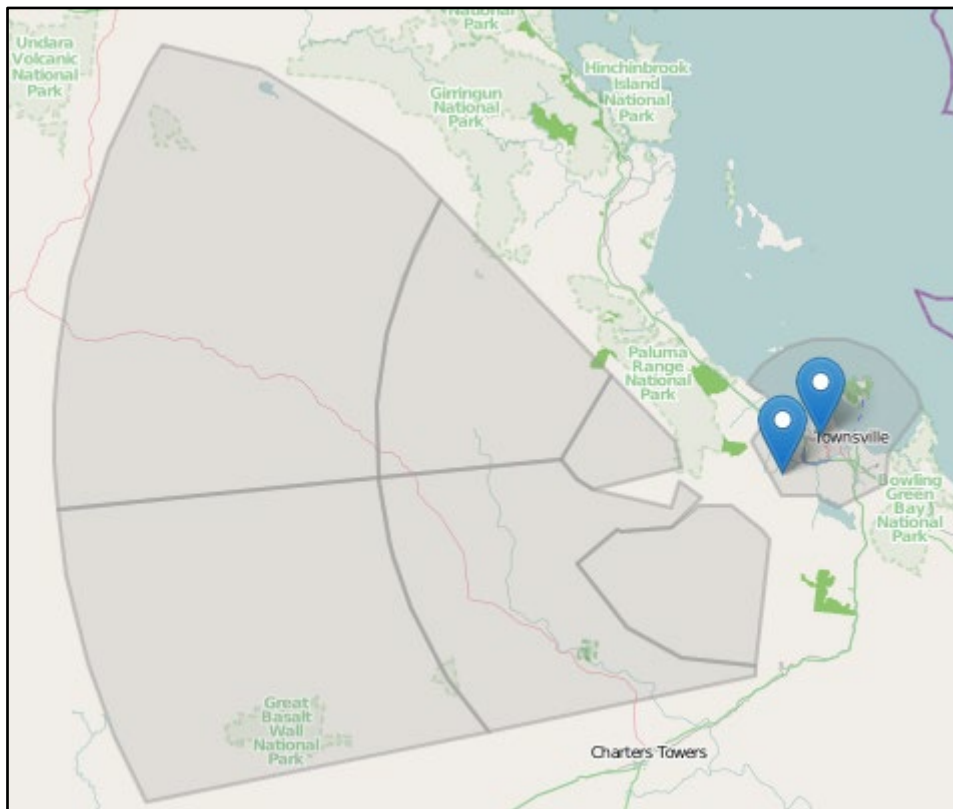 National
Park
Undara
Volcanic
National
Park
Hinchinbrook
Island
National
Park
Girringun
National
Park
Paluma
Range
National
Park
Townsville
Bowling
Green
Bay
National
Park
Great
Basalt
Wall
National
Park
Charters Towers